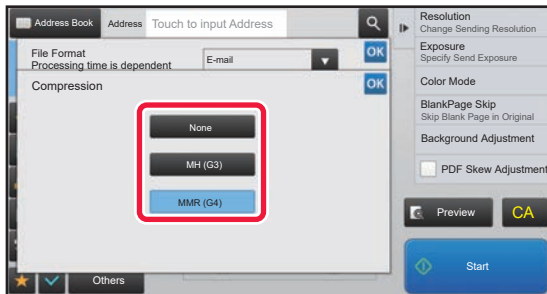 Address Book
Address
Touch to input Address
File Format
Processing time is dependent
E-mail
OK
Compression
OK
None
MH (G3)
MMR (G4)
Others
Resolution
Change Sending Resolution
Exposure
Specify Send Exposure
Color Mode
BlankPage Skip
Skip Blank Page in Original
Background Adjustment
PDF Skew Adjustment
Preview
CA
Start